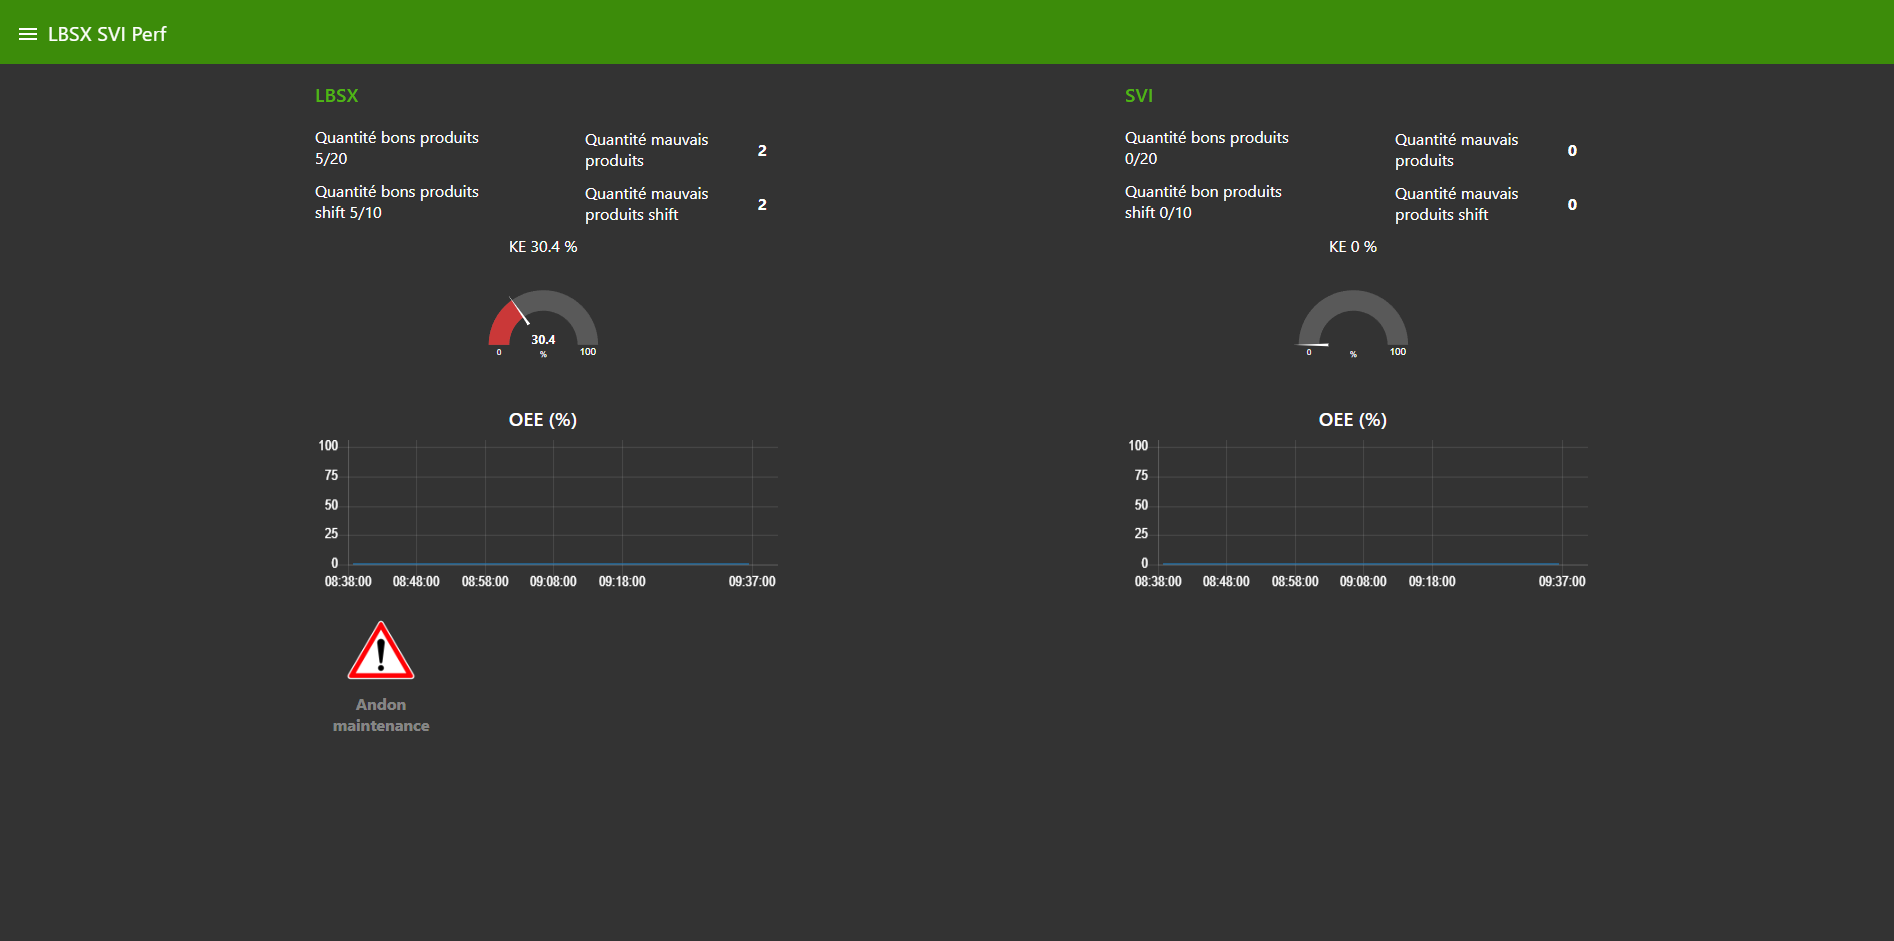 LBSX SVI Perf
LBSX
Quantité bons produits
5/20
Quantité mauvais
produits
2
Quantité bons produits
shift 5/10
Quantité mauvais
produits shift
2
KE 30.4 %
30.4
0
%
100
OEE (%)
100
75
50
25
0
08:38:00 08:48:00 08:58:00 09:08:00 09:18:00 09:37:00
Andon
maintenance
SVI
Quantité bons produits
0/20
Quantité mauvais
produits
0
Quantité bon produits
shift 0/10
Quantité mauvais
produits shift
0
KE 0 %
0
%
100
OEE (%)
100
75
50
25
0
08:38:00 08:48:00 08:58:00 09:08:00 09:18:00 09:37:00